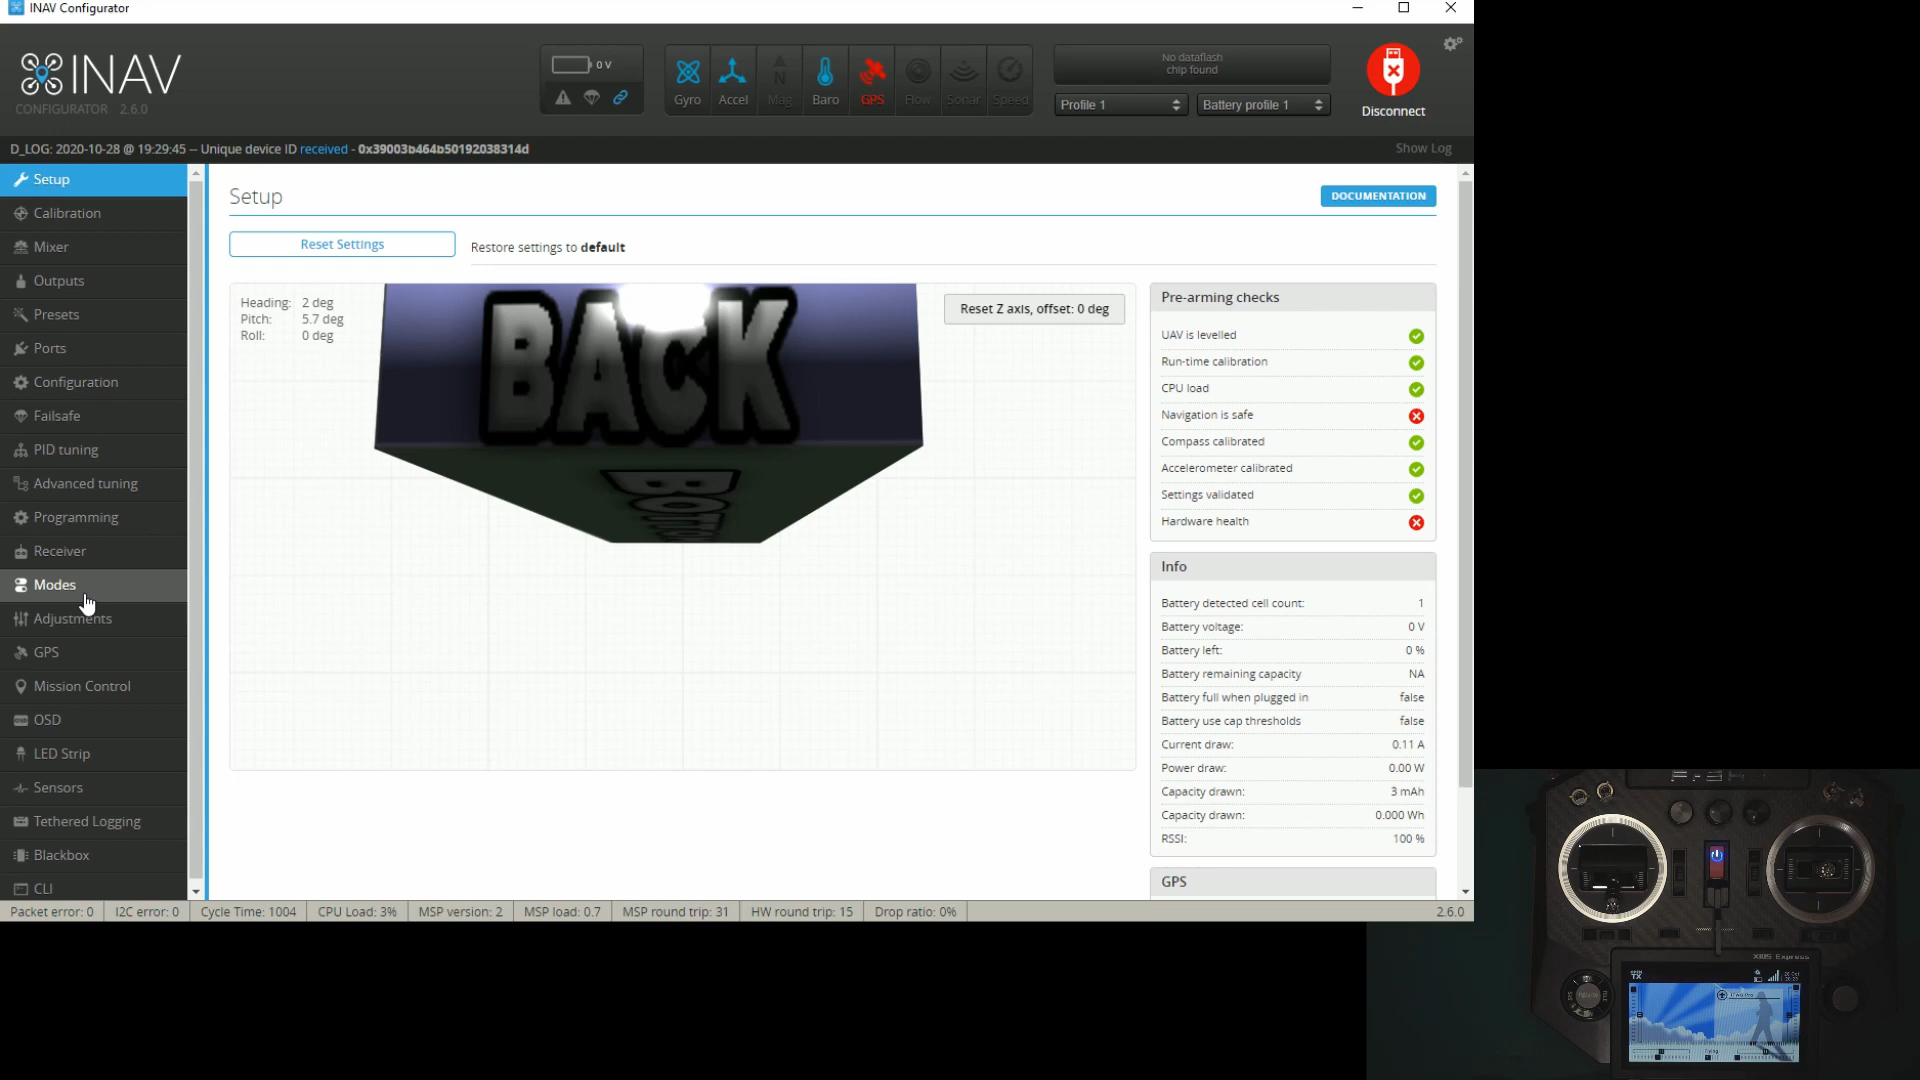 INAV Configurator
INAV
CONFIGURATOR 2.6.0
0 V
Gyro
Accel
Mag
Baro
GPS
Flow
Sonar
Speed
No dataflash
chip found
Profile 1
Battery profile 1
Disconnect
D_LOG: 2020-10-28 @ 19:29:45 -- Unique device ID received - 0x39003b464b50192038314d
Show Log
Setup
Calibration
Mixer
Outputs
Presets
Ports
Configuration
Failsafe
PID tuning
Advanced tuning
Programming
Receiver
Modes
Adjustments
GPS
Mission Control
OSD
LED Strip
Sensors
Tethered Logging
Blackbox
CLI
Setup
DOCUMENTATION
Reset Settings
Restore settings to default
Heading: 2 deg
Pitch: 5.7 deg
Roll: 0 deg
Reset Z axis, offset: 0 deg
BACK
Pre-arming checks
UAV is levelled
Run-time calibration
CPU load
Navigation is safe
Compass calibrated
Accelerometer calibrated
Settings validated
Hardware health
Info
Battery detected cell count: 1
Battery voltage: 0 V
Battery left: 0 %
Battery remaining capacity NA
Battery full when plugged in false
Battery use cap thresholds false
Current draw: 0.11 A
Power draw: 0.00 W
Capacity drawn: 3 mAh
Capacity drawn: 0.000 Wh
RSSI: 100 %
GPS
Packet error: 0
I2C error: 0
Cycle Time: 1004
CPU Load: 3%
MSP version: 2
MSP load: 0.7
MSP round trip: 31
HW round trip: 15
Drop ratio: 0%
2.6.0
X10S Express